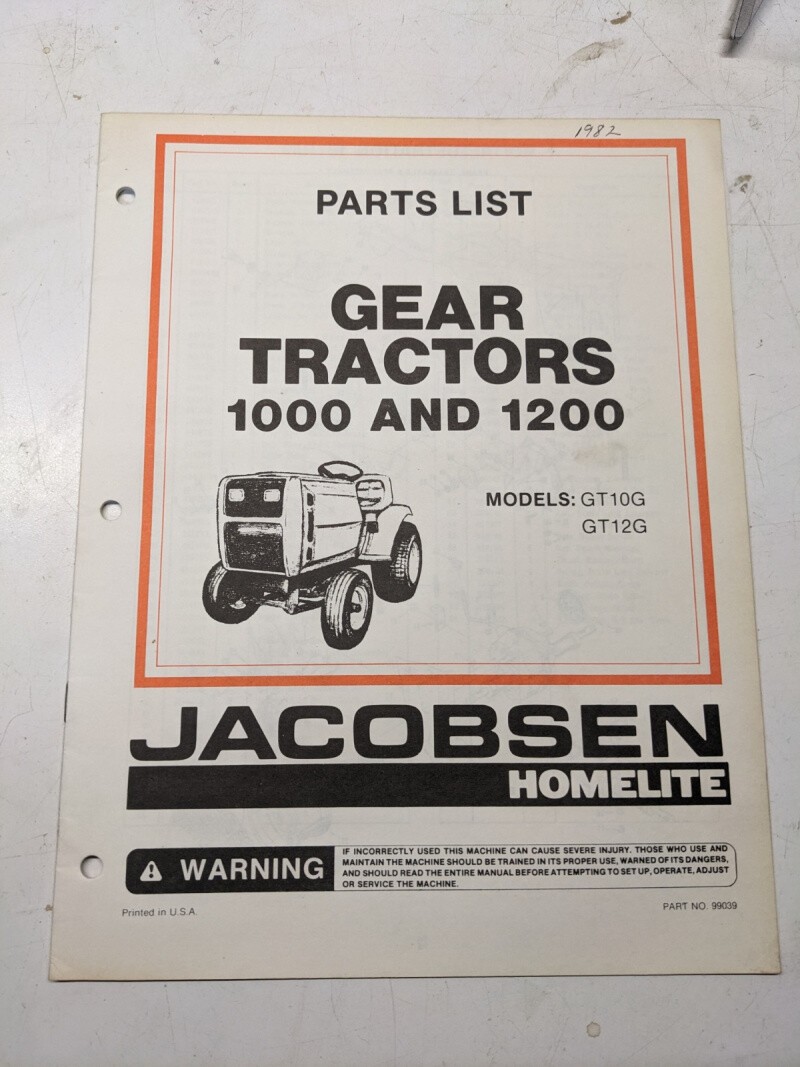 1982
PARTS LIST
GEAR
TRACTORS
1000 AND 1200
MODELS: GT10G
GT12G
JACOBSEN
HOMELITE
WARNING
IF INCORRECTLY USED THIS MACHINE CAN CAUSE SEVERE INJURY. THOSE WHO USE AND
MAINTAIN THE MACHINE SHOULD BE TRAINED IN ITS PROPER USE, WARNED OF ITS DANGERS,
AND SHOULD READ THE ENTIRE MANUAL BEFORE ATTEMPTING TO SET UP, OPERATE, ADJUST
OR SERVICE THE MACHINE.
Printed in U.S.A.
PART NO. 99039